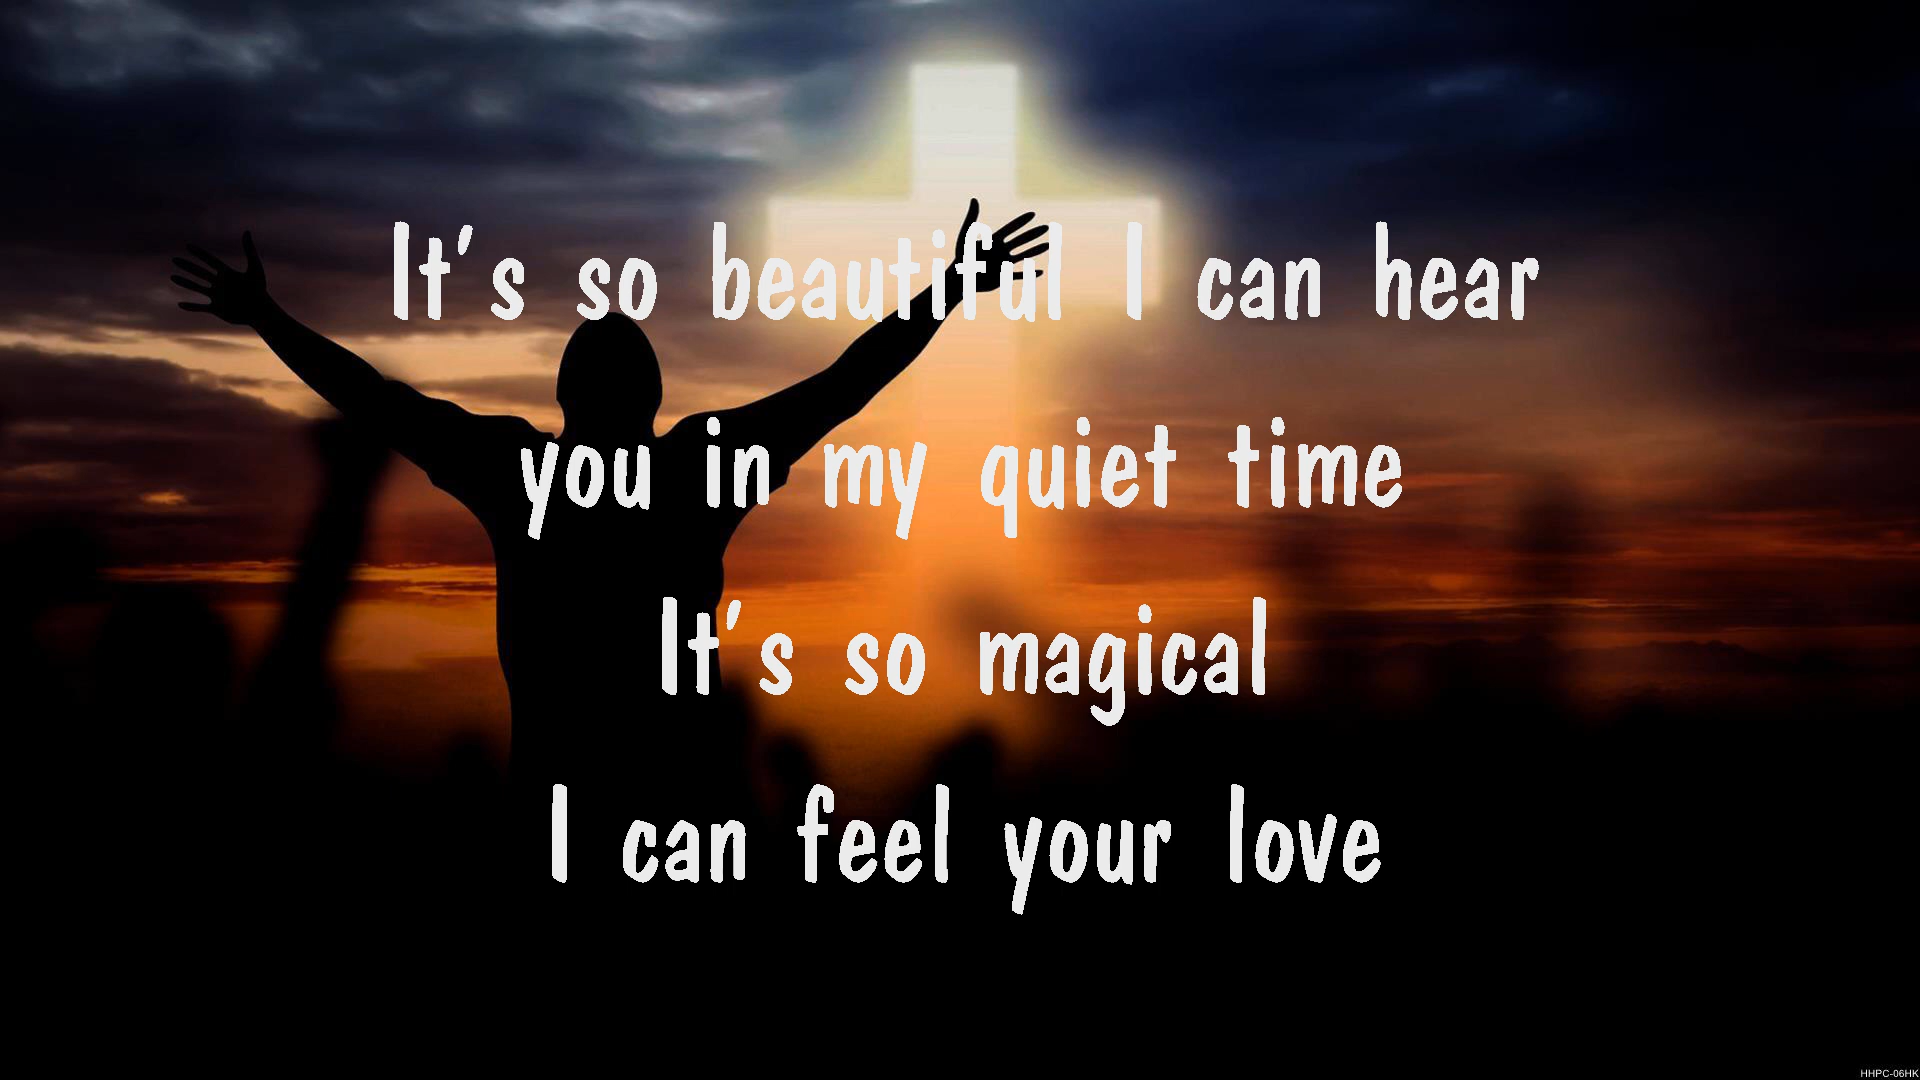 It's so beautiful I can hear
you in my quiet time
It's so magical
I can feel your love
HHPC-06HK